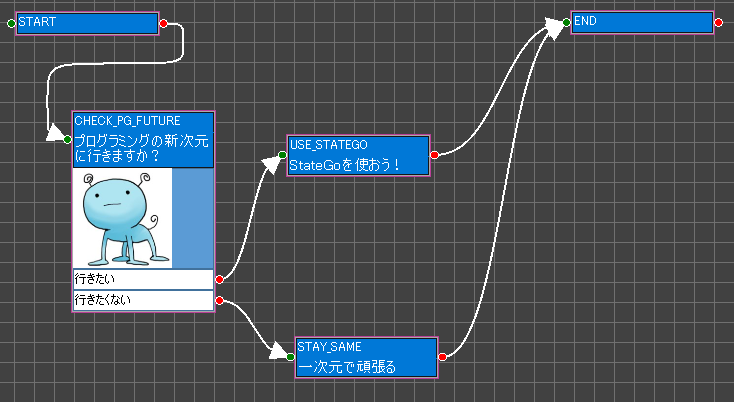 START
END
CHECK_PG_FUTURE
プログラミングの新次元
に行きますか？
行きたい
行きたくない
USE_STATEGO
StateGoを使おう！
STAY_SAME
一次元で頑張る